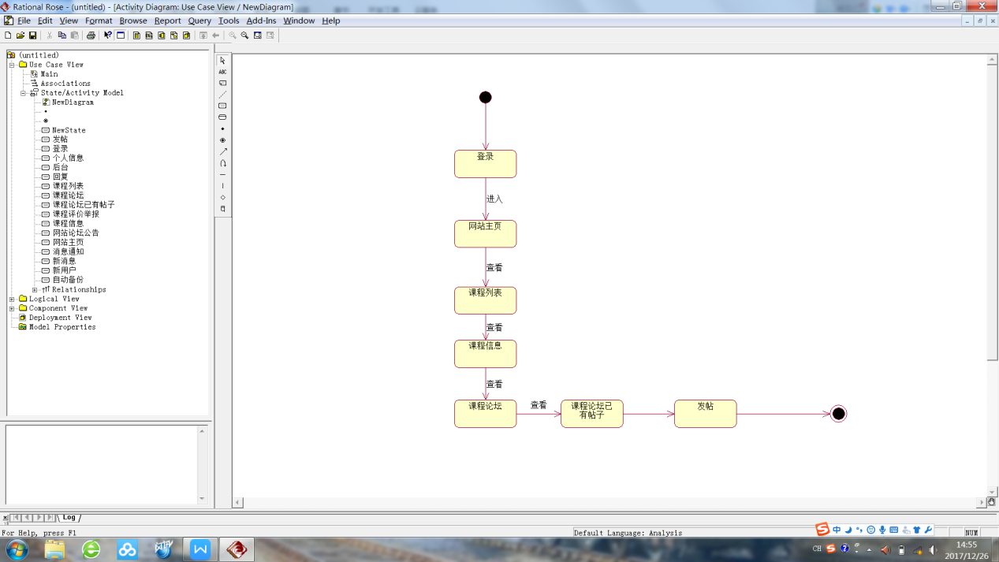 Rational Rose - (untitled) - [Activity Diagram: Use Case View / NewDiagram]
File Edit View Format Browse Report Query Tools Add-Ins Window Help
(untitled)
Use Case View
Main
Associations
State/Activity Model
NewDiagram
NewState
发帖
登录
个人信息
后台
回复
课程列表
课程论坛
课程论坛已有帖子
课程评价举报
课程信息
网站论坛公告
网站主页
消息通知
新消息
新用户
自动备份
Relationships
Logical View
Component View
Deployment View
Model Properties
ABC
登录
进入
网站主页
查看
课程列表
查看
课程信息
查看
课程论坛
查看
课程论坛已
有帖子
发帖
Log
For Help, press F1
Default Language: Analysis
NUM
中
CH
14:55
2017/12/26